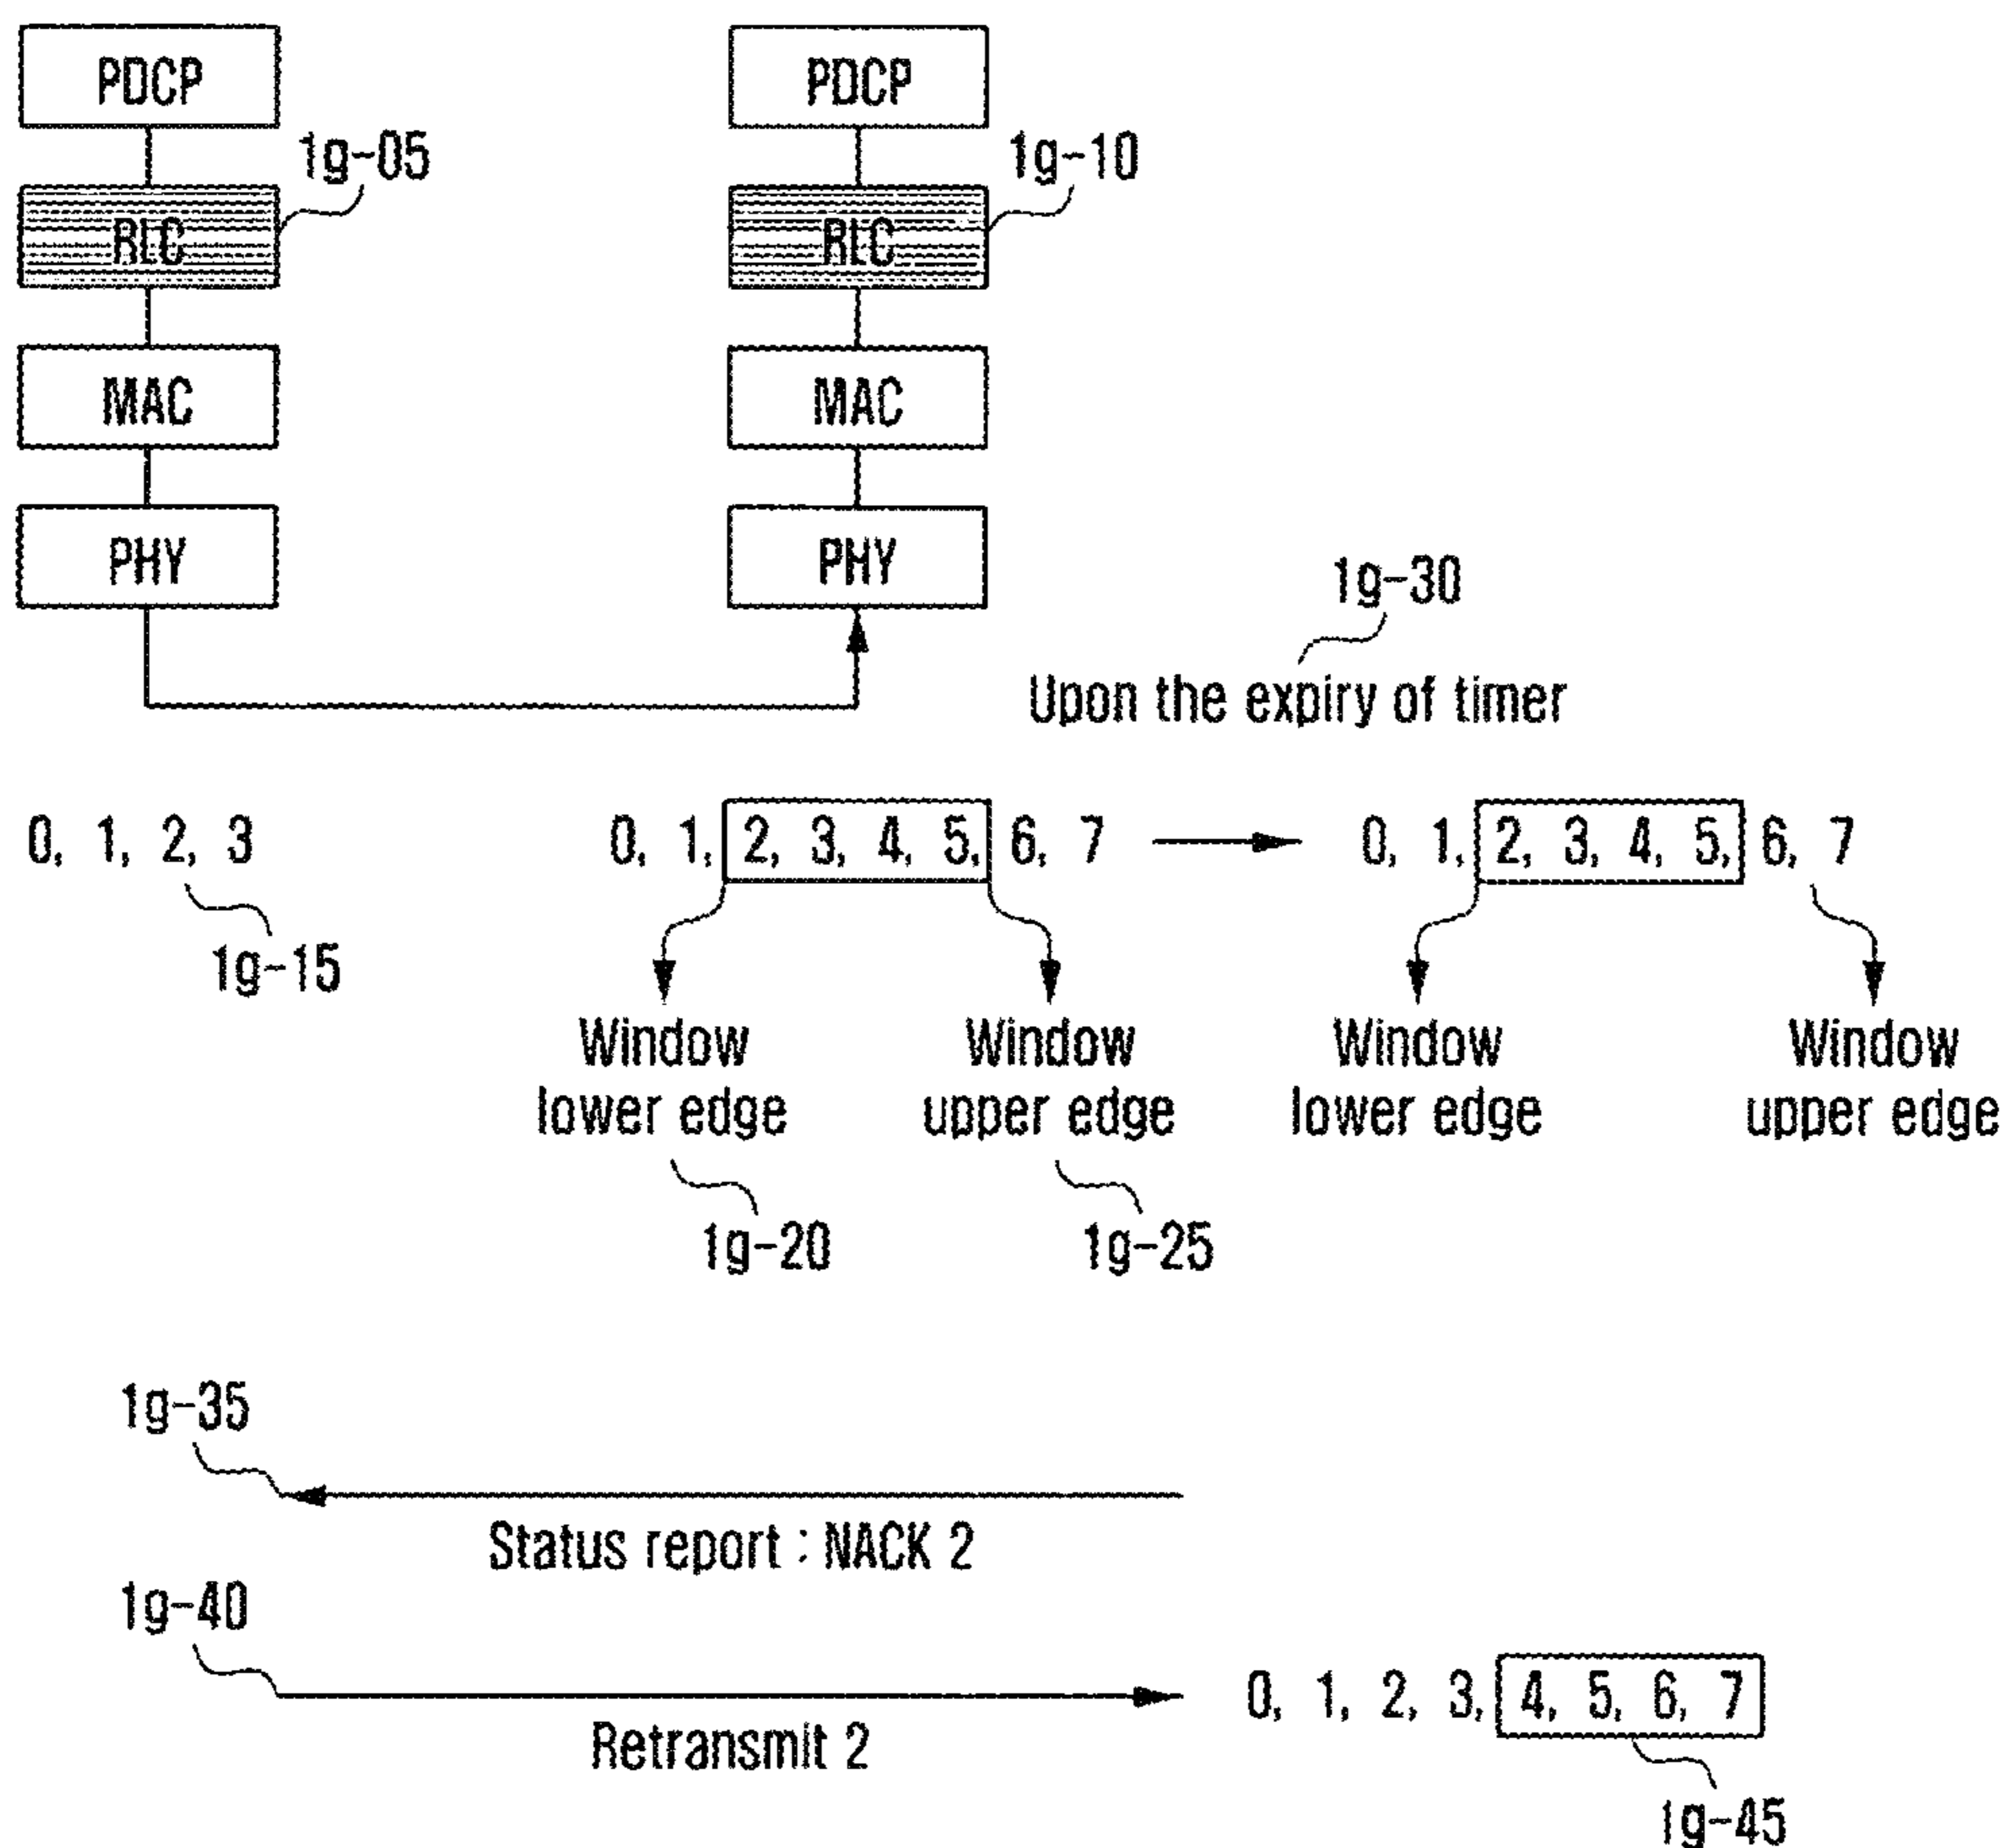 PDCP
PDCP
1g-05
1g-10
RLC
RLC
MAC
MAC
PHY
PHY
1g-30
Upon the expiry of timer
0, 1, 2, 3
0, 1, 2, 3, 4, 5, 6, 7
0, 1, 2, 3, 4, 5, 6, 7
1g-15
Window
lower edge
Window
upper edge
Window
lower edge
Window
upper edge
1g-20
1g-25
1g-35
Status report : NACK 2
1g-40
Retransmit 2
0, 1, 2, 3, 4, 5, 6, 7
1g-45